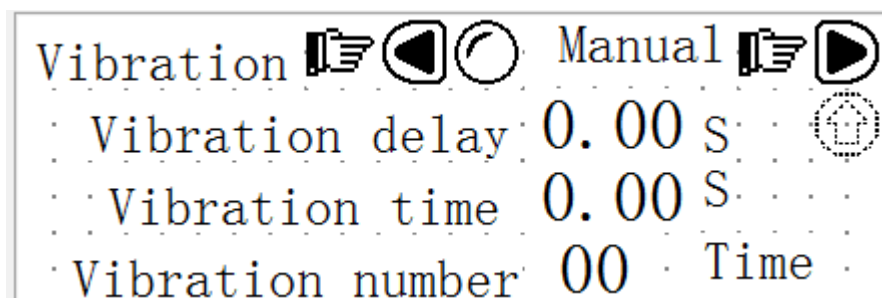 Vibration Manual
Vibration delay 0.00 S
Vibration time 0.00 S
Vibration number 00 Time